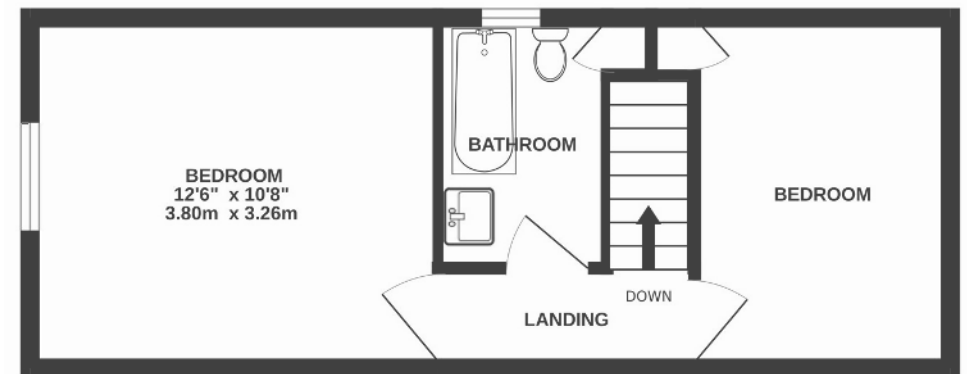 BEDROOM
12'6" x 10'8"
3.80m x 3.26m
BATHROOM
BEDROOM
DOWN
LANDING